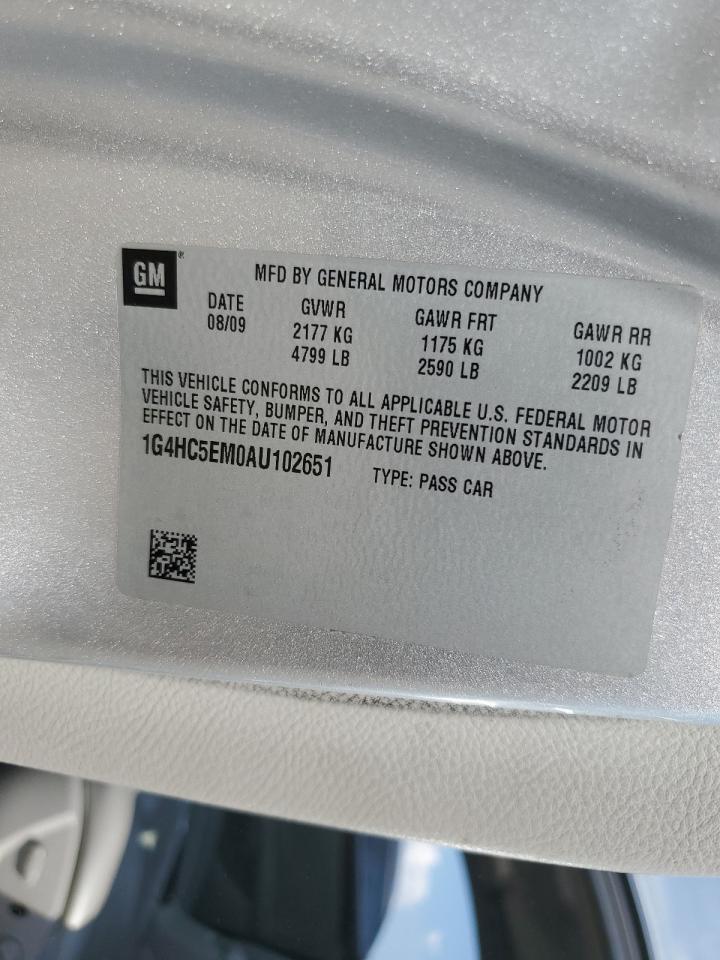 GM
MFD BY GENERAL MOTORS COMPANY
DATE GVWR GAWR FRT GAWR RR
08/09 2177 KG 1175 KG 1002 KG
4799 LB 2590 LB 2209 LB
THIS VEHICLE CONFORMS TO ALL APPLICABLE U.S. FEDERAL MOTOR
VEHICLE SAFETY, BUMPER, AND THEFT PREVENTION STANDARDS IN
EFFECT ON THE DATE OF MANUFACTURE SHOWN ABOVE.
1G4HC5EM0AU102651 TYPE: PASS CAR